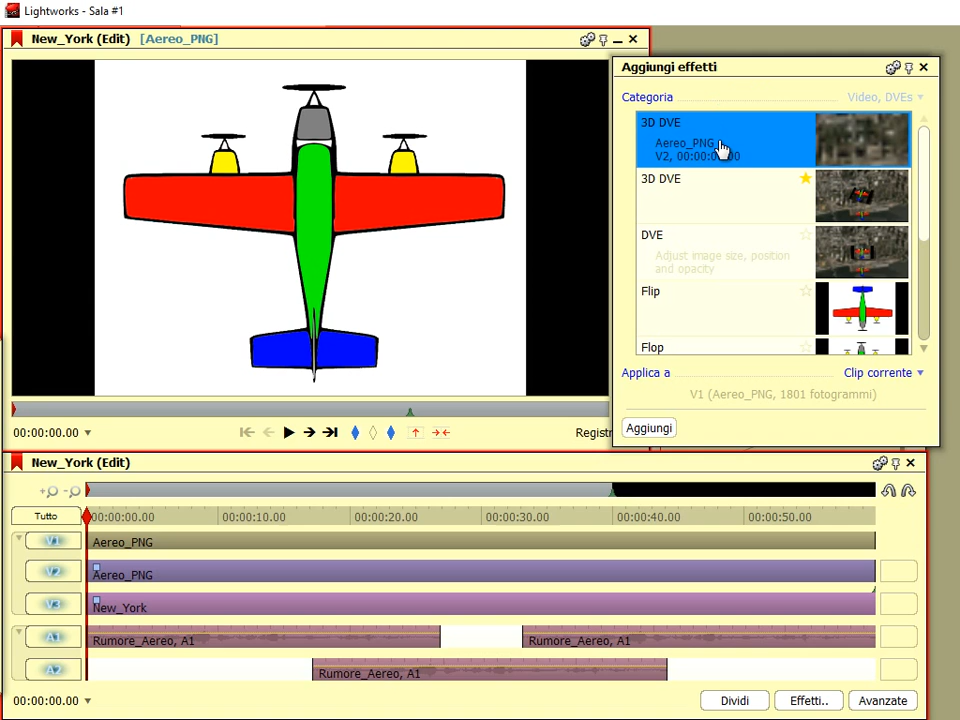 Lightworks - Sala #1
New_York (Edit) [Aereo_PNG]
Aggiungi effetti
Categoria Video, DVEs
3D DVE
Aereo_PNG
V2, 00:00:0
3D DVE
DVE
Adjust image size, position
and opacity
Flip
Flop
Applica a Clip corrente
V1 (Aereo_PNG, 1801 fotogrammi)
Aggiungi
00:00:00.00
Registr
New_York (Edit)
Tutto 00:00:00.00 00:00:10.00 00:00:20.00 00:00:30.00 00:00:40.00 00:00:50.00
V1 Aereo_PNG
V2 Aereo_PNG
V3 New_York
A1 Rumore_Aereo, A1 Rumore_Aereo, A1
A2 Rumore_Aereo, A1
00:00:00.00 Dividi Effetti.. Avanzate